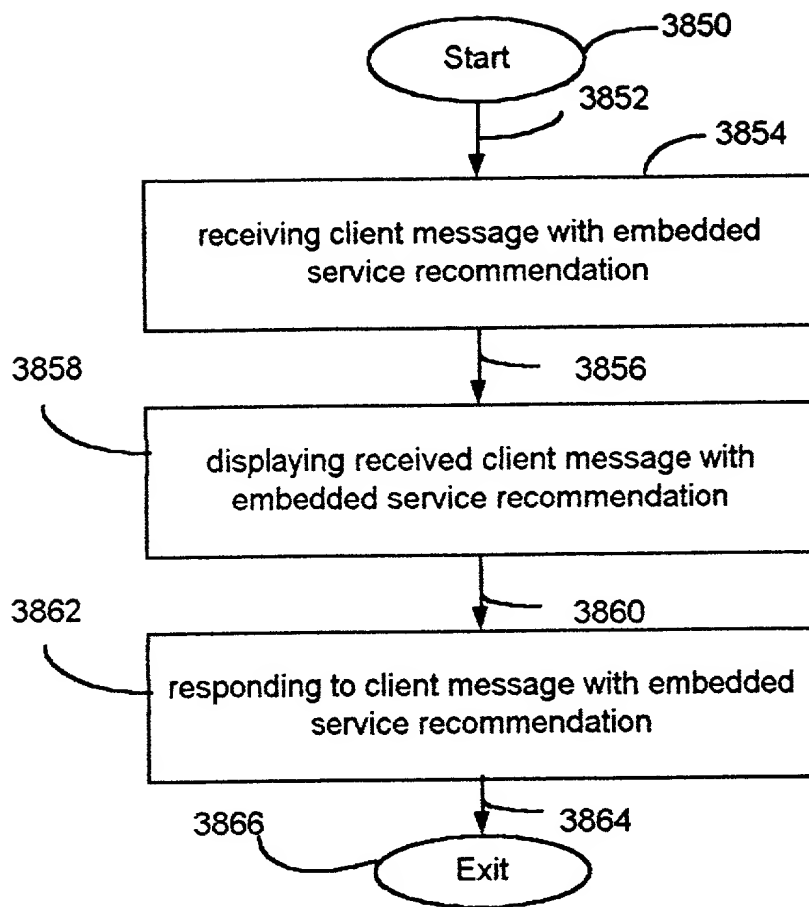 3850
Start
3852
3854
receiving client message with embedded
service recommendation
3856
3858
displaying received client message with
embedded service recommendation
3860
3862
responding to client message with embedded
service recommendation
3864
3866
Exit